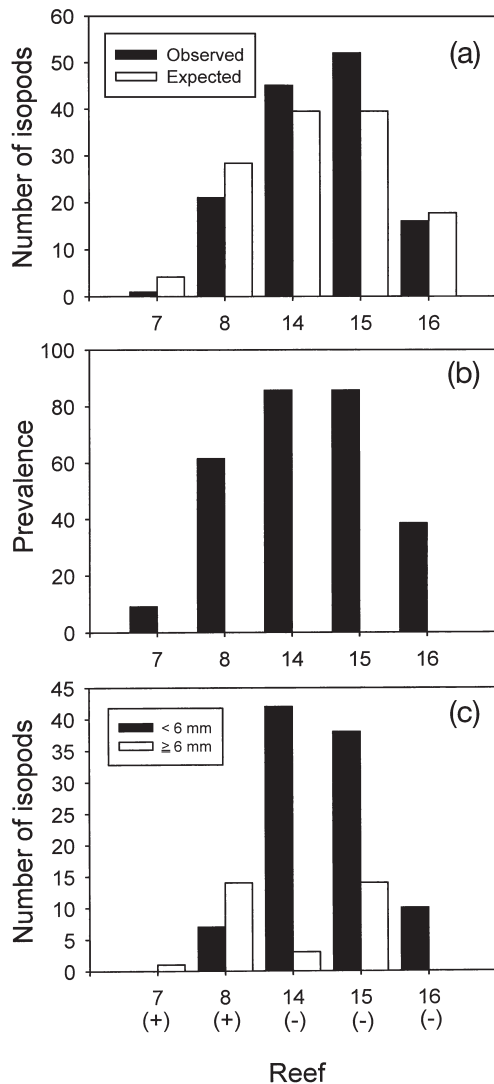 60
50
40
30
20
10
0
Number of isopods
Observed
Expected
(a)
7 8 14 15 16
100
80
60
40
20
0
Prevalence
(b)
7 8 14 15 16
45
40
35
30
25
20
15
10
5
0
Number of isopods
< 6 mm
≥ 6 mm
(c)
7 8 14 15 16
(+) (+) (-) (-) (-)
Reef